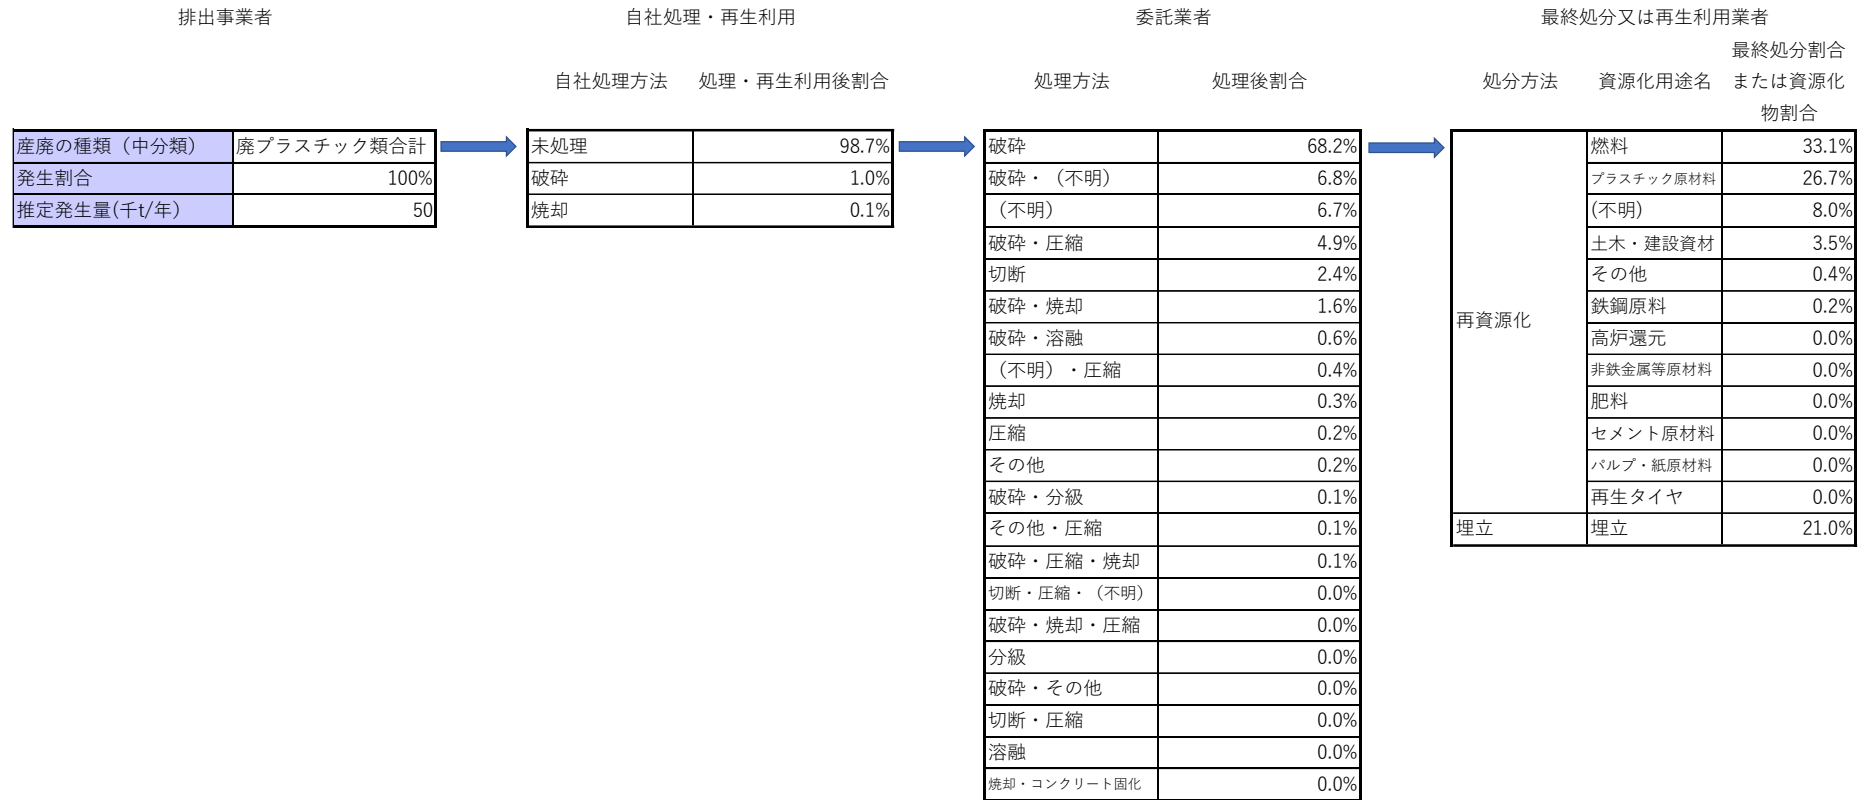 排出事業者
自社処理・再生利用
委託業者
最終処分又は再生利用業者
自社処理方法 処理・再生利用後割合
処理方法 処理後割合
処分方法 資源化用途名 最終処分割合
または資源化
物割合
産廃の種類（中分類） 廃プラスチック類合計
発生割合 100%
推定発生量(千t/年） 50
未処理 98.7%
破砕 1.0%
焼却 0.1%
破砕 68.2%
破砕・（不明） 6.8%
（不明） 6.7%
破砕・圧縮 4.9%
切断 2.4%
破砕・焼却 1.6%
破砕・溶融 0.6%
（不明）・圧縮 0.4%
焼却 0.3%
圧縮 0.2%
その他 0.2%
破砕・分級 0.1%
その他・圧縮 0.1%
破砕・圧縮・焼却 0.1%
切断・圧縮・（不明） 0.0%
破砕・焼却・圧縮 0.0%
分級 0.0%
破砕・その他 0.0%
切断・圧縮 0.0%
溶融 0.0%
焼却・コンクリート固化 0.0%
再資源化
燃料 33.1%
プラスチック原材料 26.7%
(不明) 8.0%
土木・建設資材 3.5%
その他 0.4%
鉄鋼原料 0.2%
高炉還元 0.0%
非鉄金属等原材料 0.0%
肥料 0.0%
セメント原材料 0.0%
パルプ・紙原材料 0.0%
再生タイヤ 0.0%
埋立 埋立 21.0%